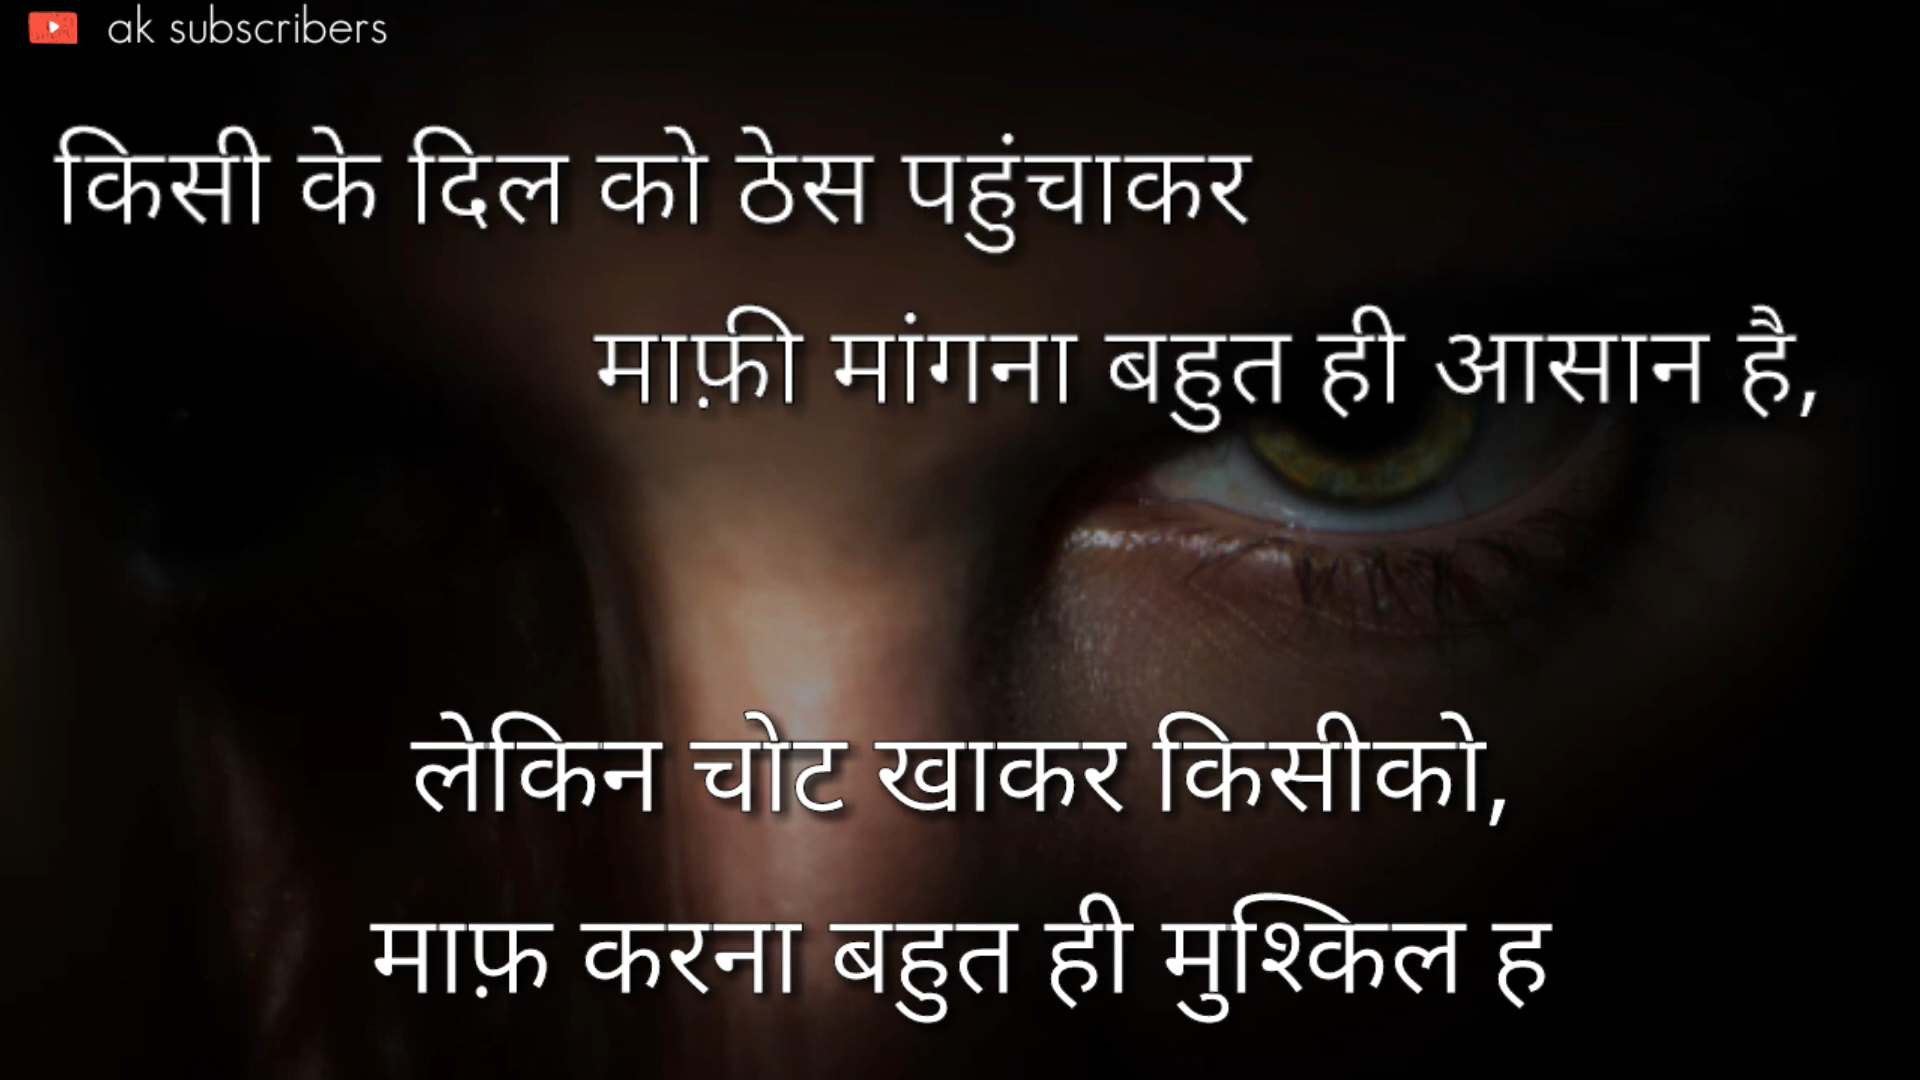 ak subscribers
किसी के दिल को ठेस पहुंचाकर
माफ़ी मांगना बहुत ही आसान है,
लेकिन चोट खाकर किसीको,
माफ़ करना बहुत ही मुश्किल ह